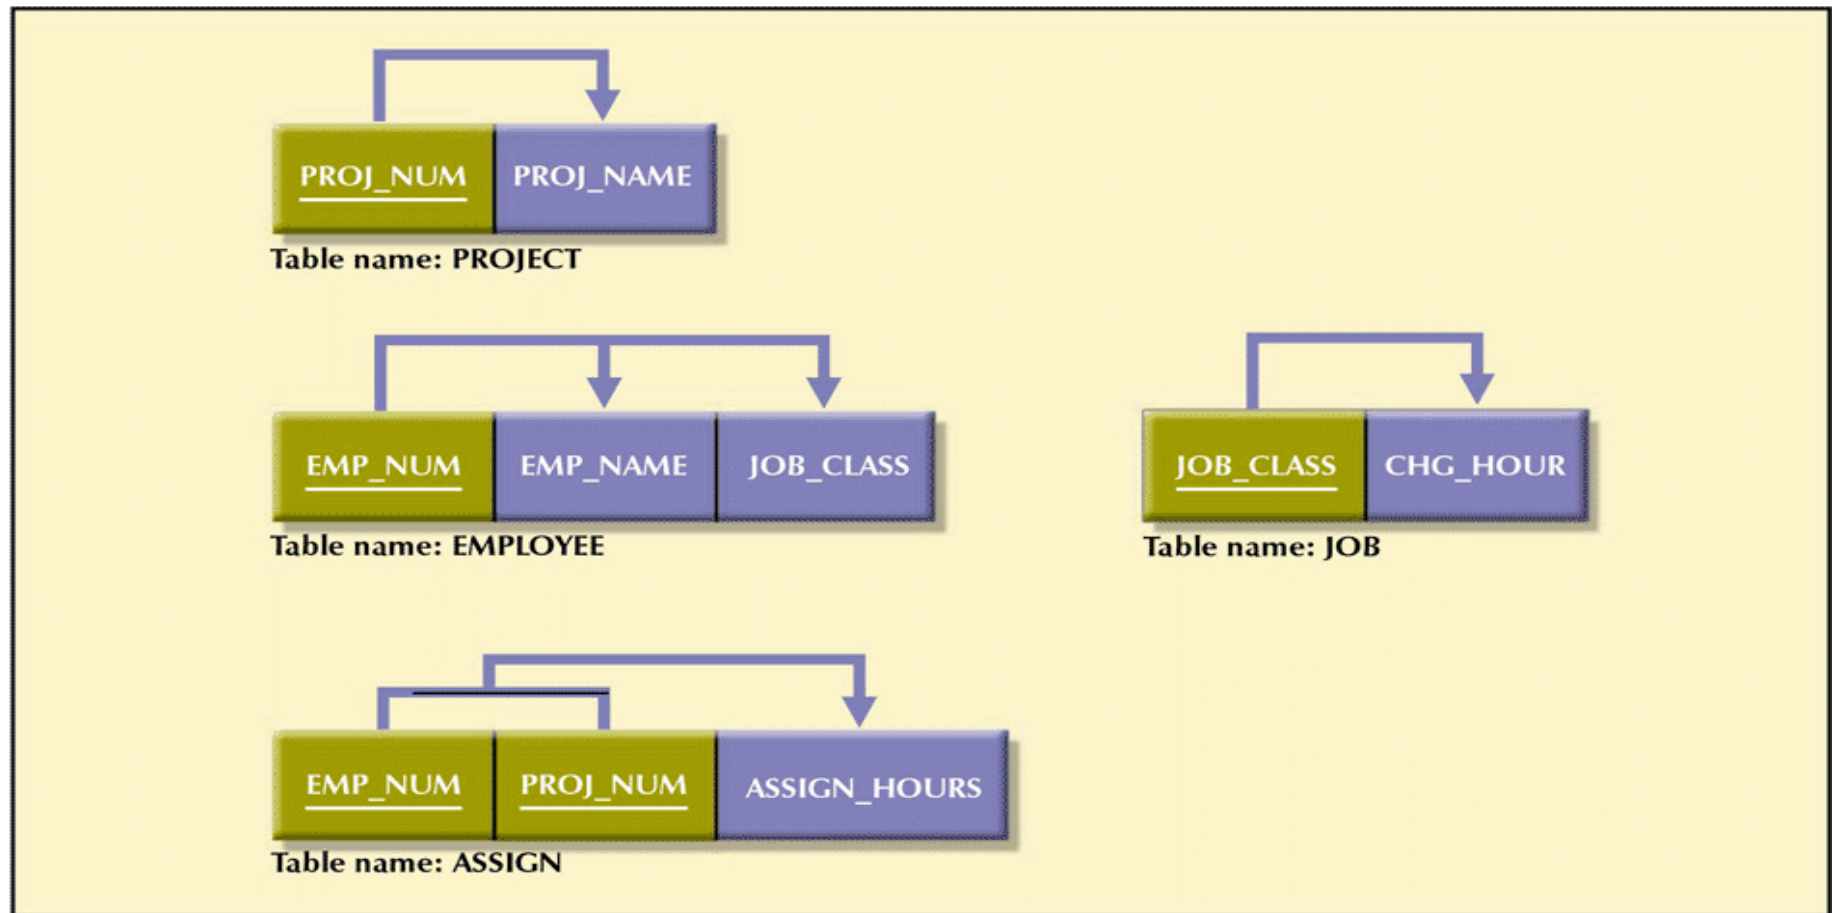 PROJ_NUM PROJ_NAME
Table name: PROJECT
EMP_NUM EMP_NAME JOB_CLASS
Table name: EMPLOYEE
JOB_CLASS CHG_HOUR
Table name: JOB
EMP_NUM PROJ_NUM ASSIGN_HOURS
Table name: ASSIGN